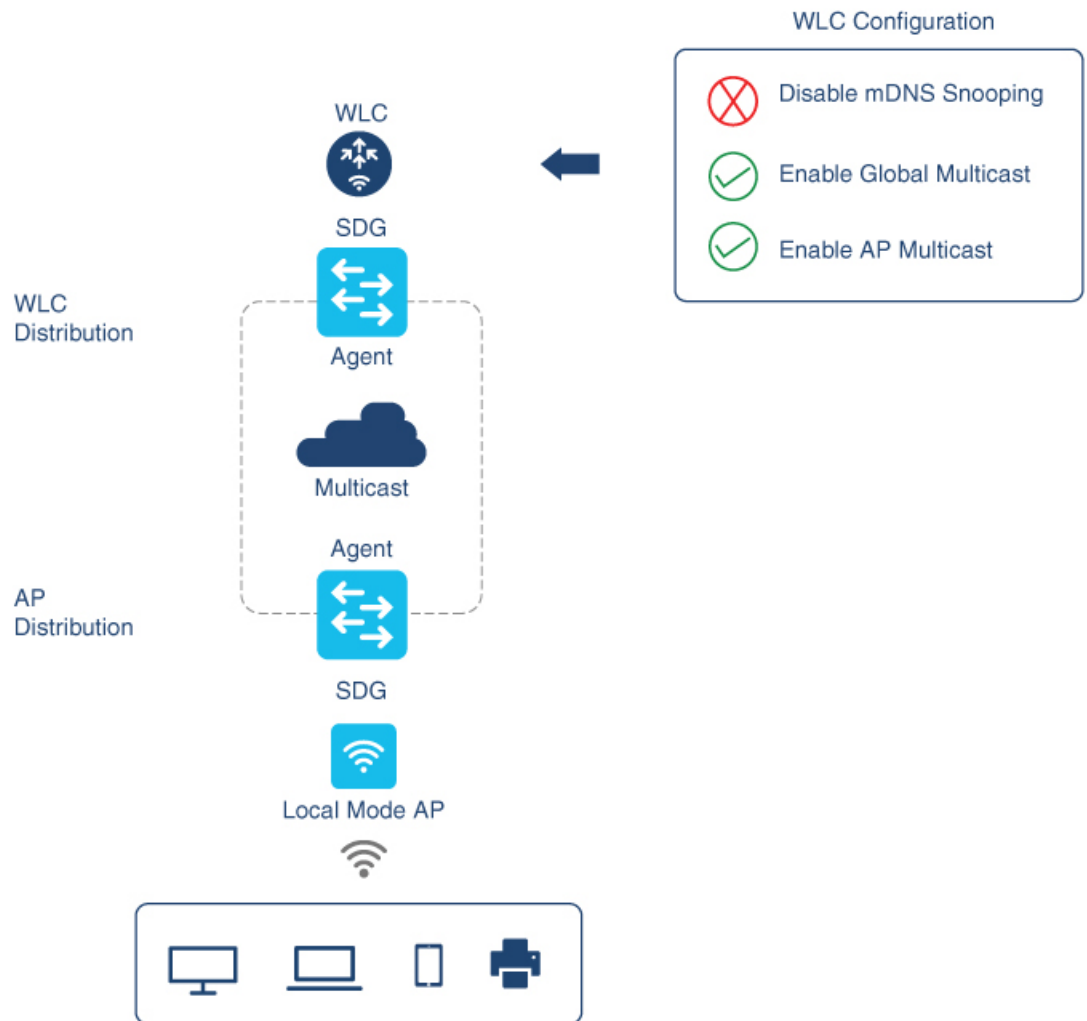 WLC Configuration
Disable mDNS Snooping
Enable Global Multicast
Enable AP Multicast
WLC
SDG
WLC
Distribution
Agent
Multicast
Agent
AP
Distribution
SDG
Local Mode AP